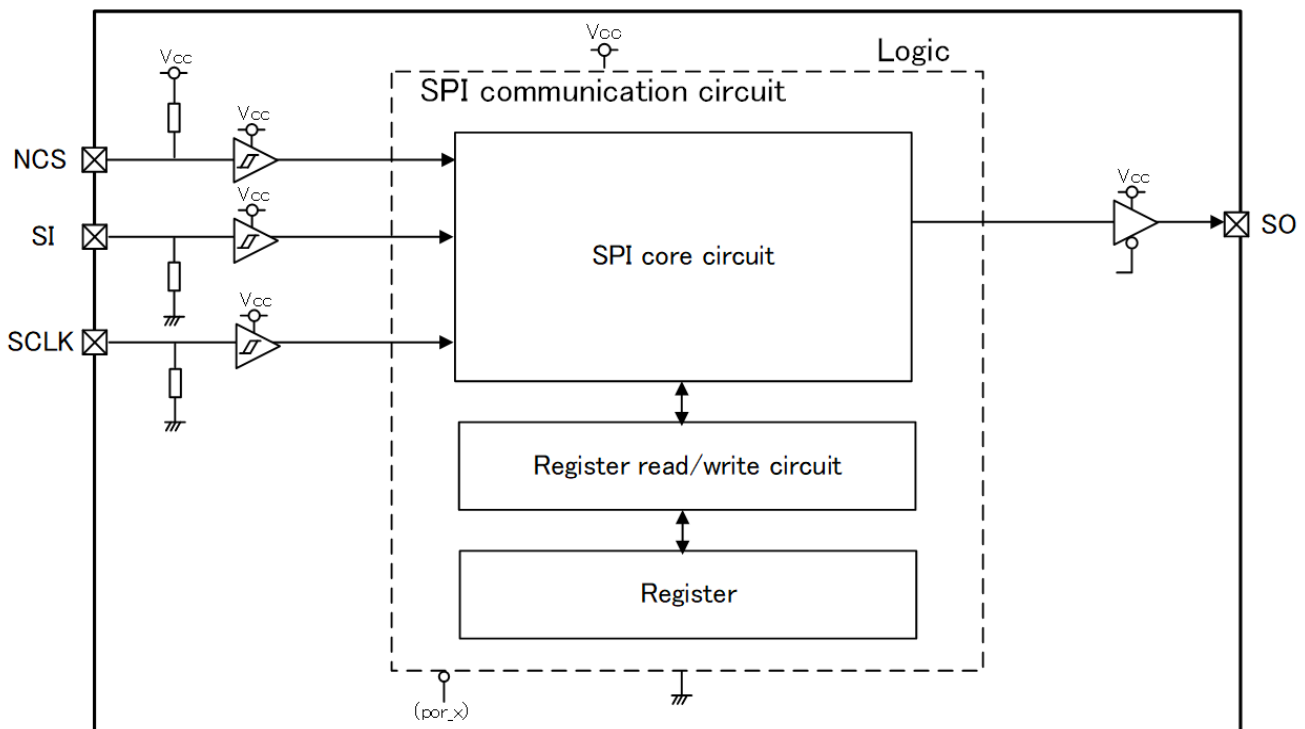 Vcc
Logic
Vcc
SPI communication circuit
Vcc
NCS
Vcc
Vcc
SI
SPI core circuit
SO
Vcc
SCLK
Register read/write circuit
Register
(por_x)